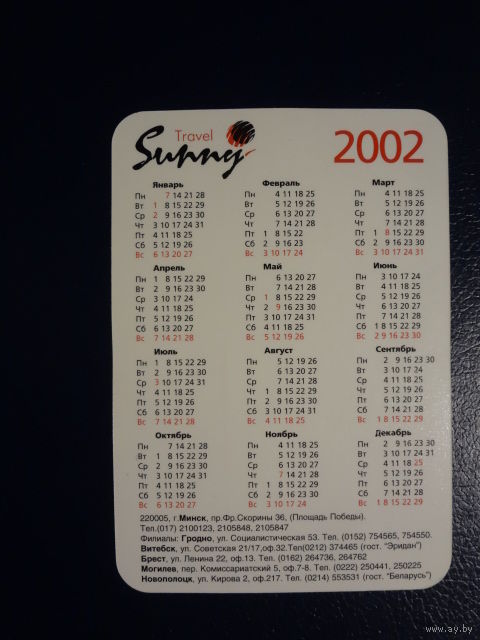 Travel
Sunny
2002
Январь
Пн 7 14 21 28
Вт 1 8 15 22 29
Ср 2 9 16 23 30
Чт 3 10 17 24 31
Пт 4 11 18 25
Сб 5 12 19 26
Вс 6 13 20 27
Февраль
Пн 4 11 18 25
Вт 5 12 19 26
Ср 6 13 20 27
Чт 7 14 21 28
Пт 1 8 15 22
Сб 2 9 16 23
Вс 3 10 17 24
Март
Пн 4 11 18 25
Вт 5 12 19 26
Ср 6 13 20 27
Чт 7 14 21 28
Пт 1 8 15 22 29
Сб 2 9 16 23 30
Вс 3 10 17 24 31
Апрель
Пн 1 8 15 22 29
Вт 2 9 16 23 30
Ср 3 10 17 24
Чт 4 11 18 25
Пт 5 12 19 26
Сб 6 13 20 27
Вс 7 14 21 28
Май
Пн 6 13 20 27
Вт 7 14 21 28
Ср 1 8 15 22 29
Чт 2 9 16 23 30
Пт 3 10 17 24 31
Сб 4 11 18 25
Вс 5 12 19 26
Июнь
Пн 3 10 17 24
Вт 4 11 18 25
Ср 5 12 19 26
Чт 6 13 20 27
Пт 7 14 21 28
Сб 1 8 15 22 29
Вс 2 9 16 23 30
Июль
Пн 1 8 15 22 29
Вт 2 9 16 23 30
Ср 3 10 17 24 31
Чт 4 11 18 25
Пт 5 12 19 26
Сб 6 13 20 27
Вс 7 14 21 28
Август
Пн 5 12 19 26
Вт 6 13 20 27
Ср 7 14 21 28
Чт 1 8 15 22 29
Пт 2 9 16 23 30
Сб 3 10 17 24 31
Вс 4 11 18 25
Сентябрь
Пн 2 9 16 23 30
Вт 3 10 17 24
Ср 4 11 18 25
Чт 5 12 19 26
Пт 6 13 20 27
Сб 7 14 21 28
Вс 1 8 15 22 29
Октябрь
Пн 7 14 21 28
Вт 1 8 15 22 29
Ср 2 9 16 23 30
Чт 3 10 17 24 31
Пт 4 11 18 25
Сб 5 12 19 26
Вс 6 13 20 27
Ноябрь
Пн 4 11 18 25
Вт 5 12 19 26
Ср 6 13 20 27
Чт 7 14 21 28
Пт 1 8 15 22 29
Сб 2 9 16 23 30
Вс 3 10 17 24
Декабрь
Пн 2 9 16 23 30
Вт 3 10 17 24 31
Ср 4 11 18 25
Чт 5 12 19 26
Пт 6 13 20 27
Сб 7 14 21 28
Вс 1 8 15 22 29
220005, г.Минск, пр.Фр.Скорины 36, (Площадь Победы).
Тел.(017) 2100123, 2105848, 2105847
Филиалы: Гродно, ул. Социалистическая 53. Тел. (0152) 754565, 754550.
Витебск, ул. Советская 21/17,оф.32.Тел(0212) 374465 (гост. "Эридан")
Брест, ул. Ленина 22, оф.13. Тел. (0162) 264736, 264762
Могилев, пер. Комиссариатский 5, оф.7-8. Тел. (0222) 250441, 250225
Новополоцк, ул. Кирова 2, оф.217. Тел. (0214) 553531 (гост. "Беларусь")
www.ay.by